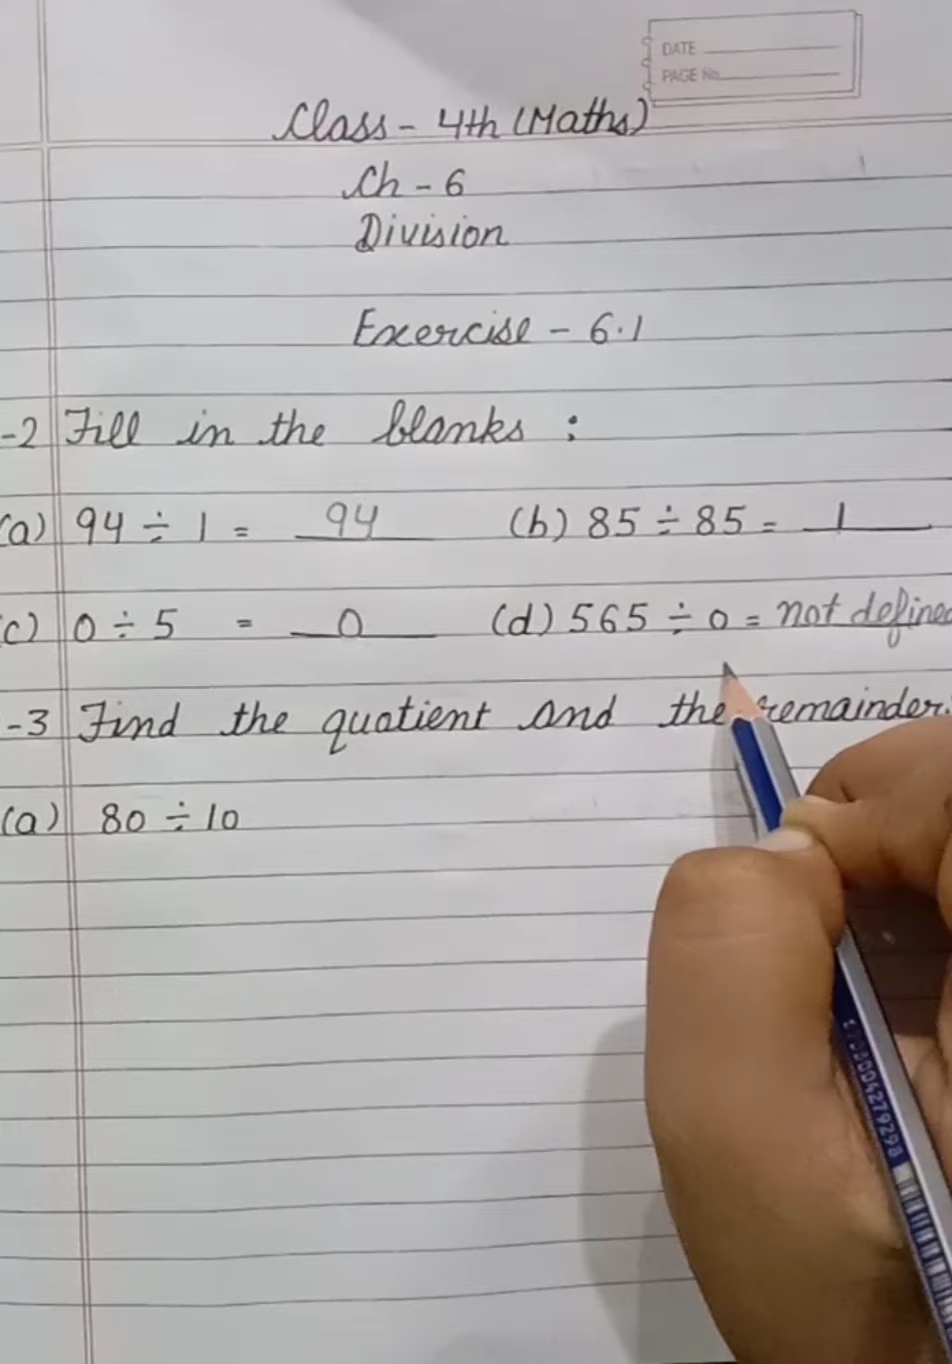 DATE
PAGE No.
Class - 4th (Maths)
Ch - 6
Division
Exercise - 6.1
-2 Fill in the blanks :
(a) 94 ÷ 1 = 94 (b) 85 ÷ 85 = 1
(c) 0 ÷ 5 = 0 (d) 565 ÷ 0 = not defined
-3 Find the quotient and the remainder.
(a) 80 ÷ 10